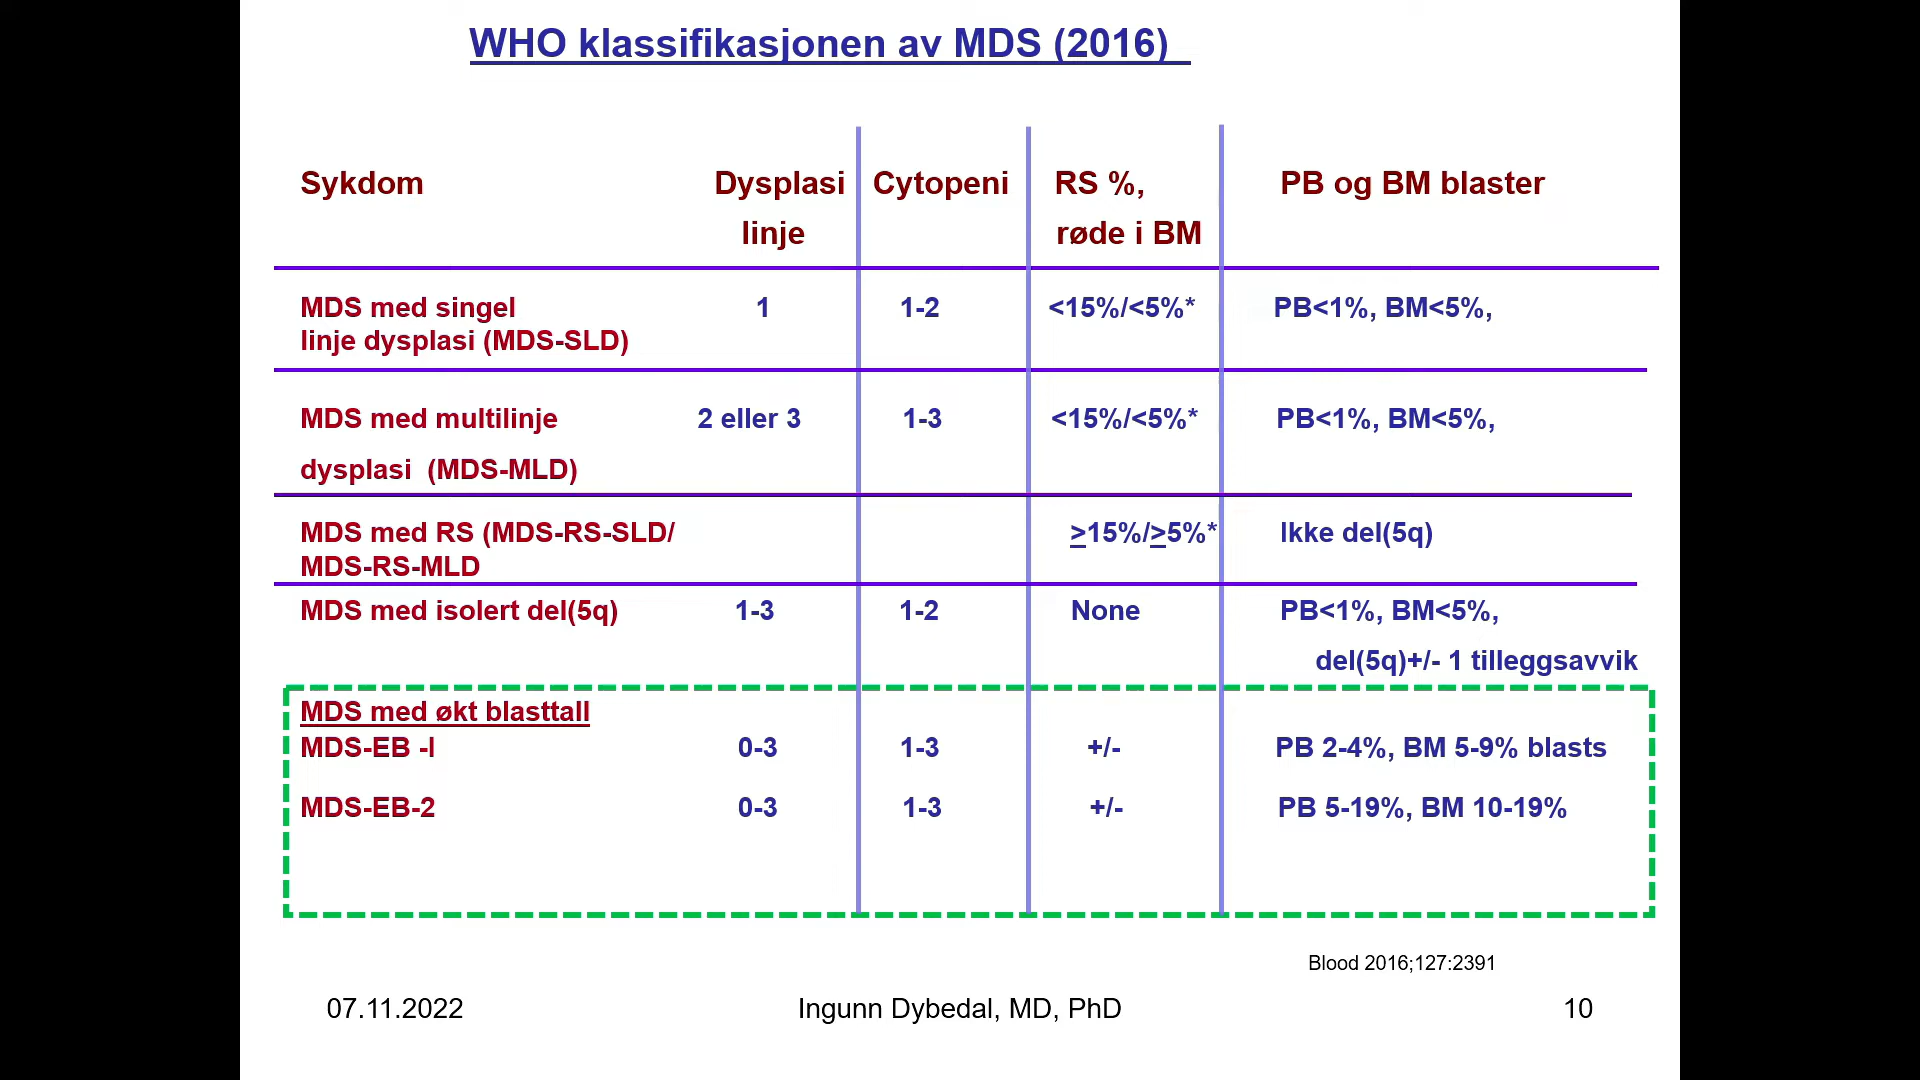 WHO klassifikasjonen av MDS (2016)
Sykdom Dysplasi Cytopeni RS %, PB og BM blaster
linje røde i BM
MDS med singel 1 1-2 <15%/<5%* PB<1%, BM<5%,
linje dysplasi (MDS-SLD)
MDS med multilinje 2 eller 3 1-3 <15%/<5%* PB<1%, BM<5%,
dysplasi (MDS-MLD)
MDS med RS (MDS-RS-SLD/ ≥15%/≥5%* Ikke del(5q)
MDS-RS-MLD
MDS med isolert del(5q) 1-3 1-2 None PB<1%, BM<5%,
del(5q)+/- 1 tilleggsavvik
MDS med økt blasttall
MDS-EB -I 0-3 1-3 +/- PB 2-4%, BM 5-9% blasts
MDS-EB-2 0-3 1-3 +/- PB 5-19%, BM 10-19%
Blood 2016;127:2391
07.11.2022 Ingunn Dybedal, MD, PhD 10